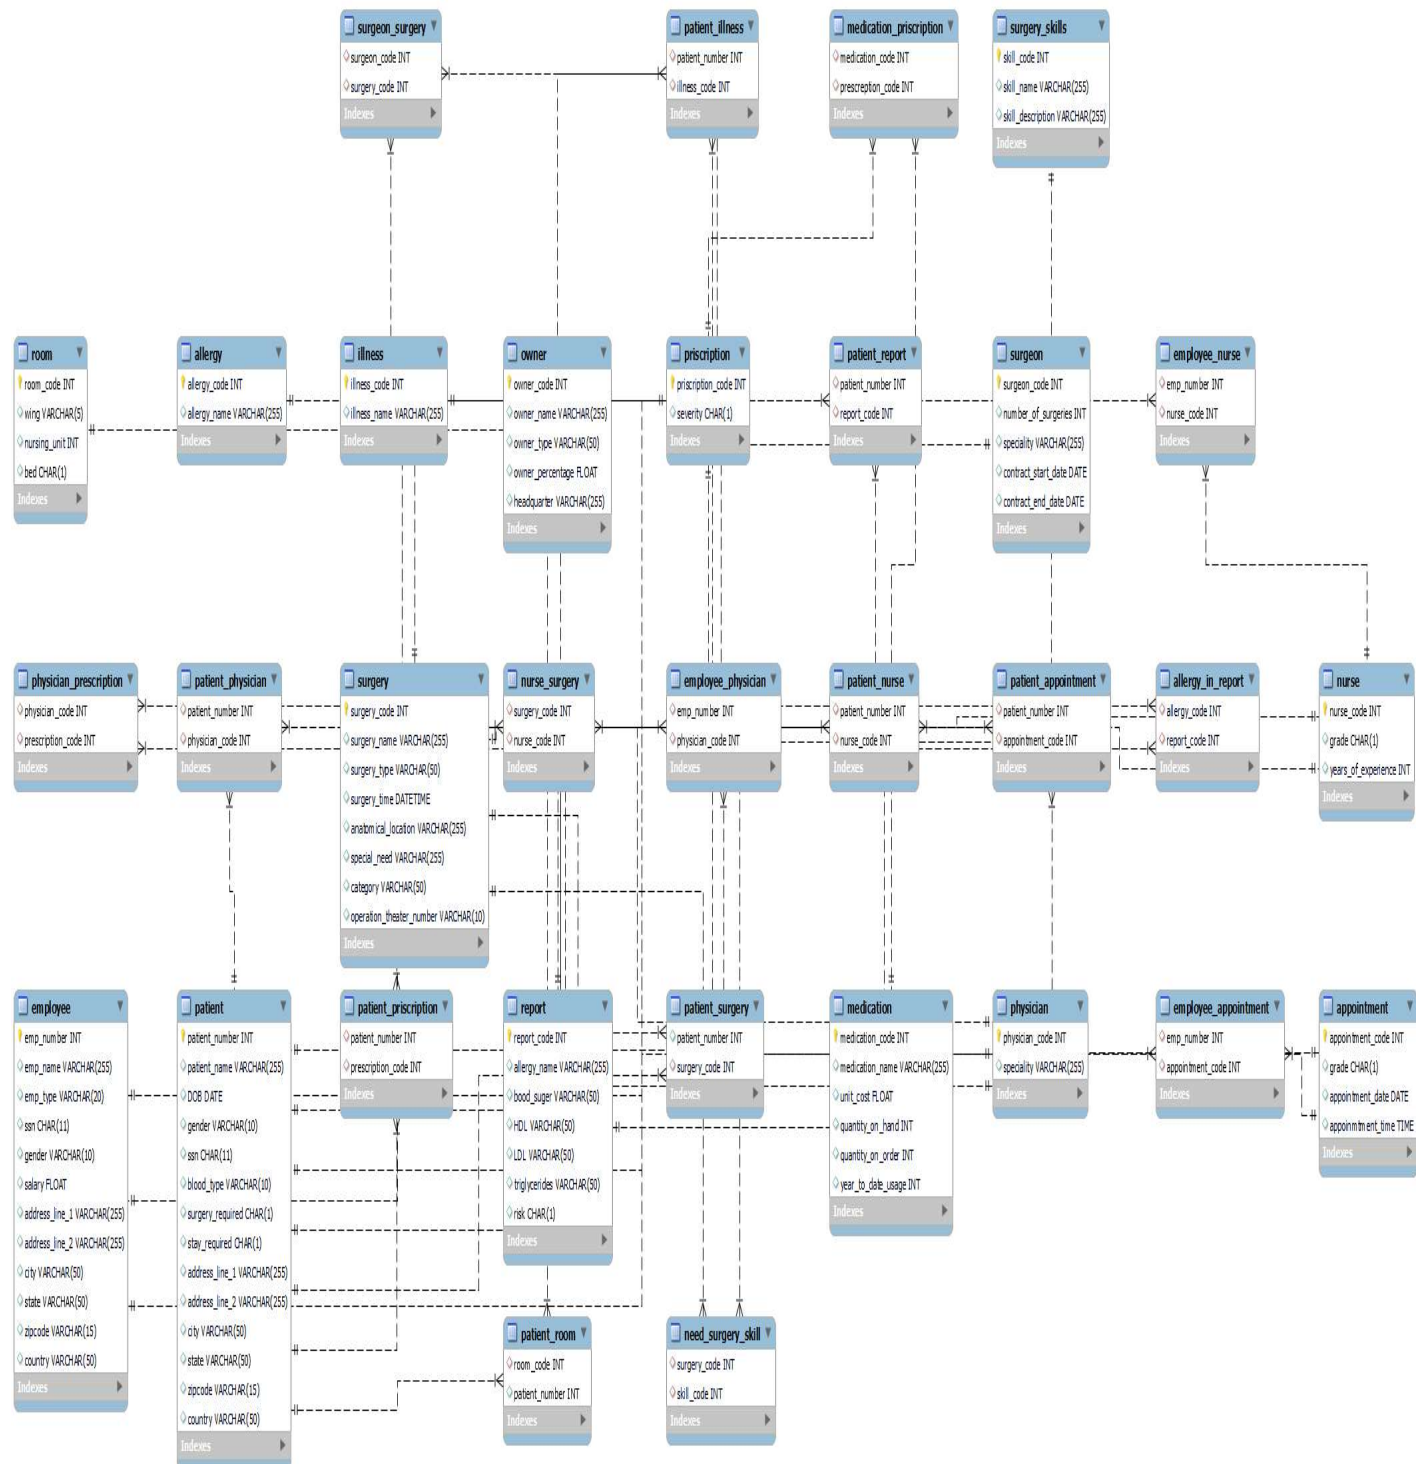 surgeon_surgery
surgeon_code INT
surgery_code INT
Indexes
patient_illness
patient_number INT
illness_code INT
Indexes
medication_priscription
medication_code INT
prescreption_code INT
Indexes
surgery_skills
skill_code INT
skill_name VARCHAR(255)
skill_description VARCHAR(255)
Indexes
room
room_code INT
wing VARCHAR(5)
nursing_unit INT
bed CHAR(1)
Indexes
allergy
allergy_code INT
allergy_name VARCHAR(255)
Indexes
illness
illness_code INT
illness_name VARCHAR(255)
Indexes
owner
owner_code INT
owner_name VARCHAR(255)
owner_type VARCHAR(50)
owner_percentage FLOAT
headquarter VARCHAR(255)
Indexes
priscription
priscription_code INT
severity CHAR(1)
Indexes
patient_report
patient_number INT
report_code INT
Indexes
surgeon
surgeon_code INT
number_of_surgeries INT
speciality VARCHAR(255)
contract_start_date DATE
contract_end_date DATE
Indexes
employee_nurse
emp_number INT
nurse_code INT
Indexes
physician_prescription
physician_code INT
prescription_code INT
Indexes
patient_physician
patient_number INT
physician_code INT
Indexes
surgery
surgery_code INT
surgery_name VARCHAR(255)
surgery_type VARCHAR(50)
surgery_time DATETIME
anatomical_location VARCHAR(255)
special_need VARCHAR(255)
category VARCHAR(50)
operation_theater_number VARCHAR(10)
Indexes
nurse_surgery
surgery_code INT
nurse_code INT
Indexes
employee_physician
emp_number INT
physician_code INT
Indexes
patient_nurse
patient_number INT
nurse_code INT
Indexes
patient_appointment
patient_number INT
appointment_code INT
Indexes
allergy_in_report
allergy_code INT
report_code INT
Indexes
nurse
nurse_code INT
grade CHAR(1)
years_of_experience INT
Indexes
employee
emp_number INT
emp_name VARCHAR(255)
emp_type VARCHAR(20)
ssn CHAR(11)
gender VARCHAR(10)
salary FLOAT
address_line_1 VARCHAR(255)
address_line_2 VARCHAR(255)
city VARCHAR(50)
state VARCHAR(50)
zipcode VARCHAR(15)
country VARCHAR(50)
Indexes
patient
patient_number INT
patient_name VARCHAR(255)
DOB DATE
gender VARCHAR(10)
ssn CHAR(11)
blood_type VARCHAR(10)
surgery_required CHAR(1)
stay_required CHAR(1)
address_line_1 VARCHAR(255)
address_line_2 VARCHAR(255)
city VARCHAR(50)
state VARCHAR(50)
zipcode VARCHAR(15)
country VARCHAR(50)
Indexes
patient_priscription
patient_number INT
prescription_code INT
Indexes
report
report_code INT
allergy_name VARCHAR(255)
bood_suger VARCHAR(50)
HDL VARCHAR(50)
LDL VARCHAR(50)
triglycerides VARCHAR(50)
risk CHAR(1)
Indexes
patient_surgery
patient_number INT
surgery_code INT
Indexes
medication
medication_code INT
medication_name VARCHAR(255)
unit_cost FLOAT
quantity_on_hand INT
quantity_on_order INT
year_to_date_usage INT
Indexes
physician
physician_code INT
speciality VARCHAR(255)
Indexes
employee_appointment
emp_number INT
appointment_code INT
Indexes
appointment
appointment_code INT
grade CHAR(1)
appointment_date DATE
appoinmtment_time TIME
Indexes
patient_room
room_code INT
patient_number INT
Indexes
need_surgery_skill
surgery_code INT
skill_code INT
Indexes